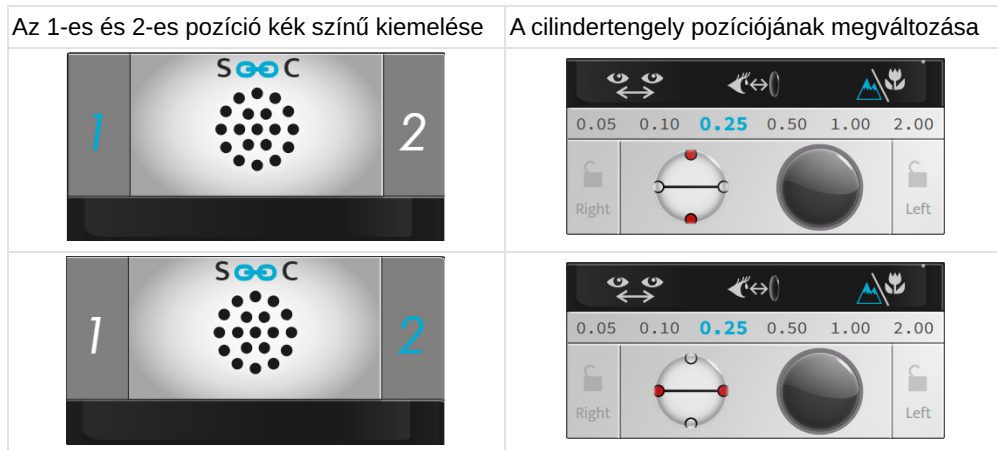 Az 1-es és 2-es pozíció kék színű kiemelése
A cilindertengely pozíciójának megváltozása
S C
1
2
0.05 0.10 0.25 0.50 1.00 2.00
Right
Left
S C
1
2
0.05 0.10 0.25 0.50 1.00 2.00
Right
Left